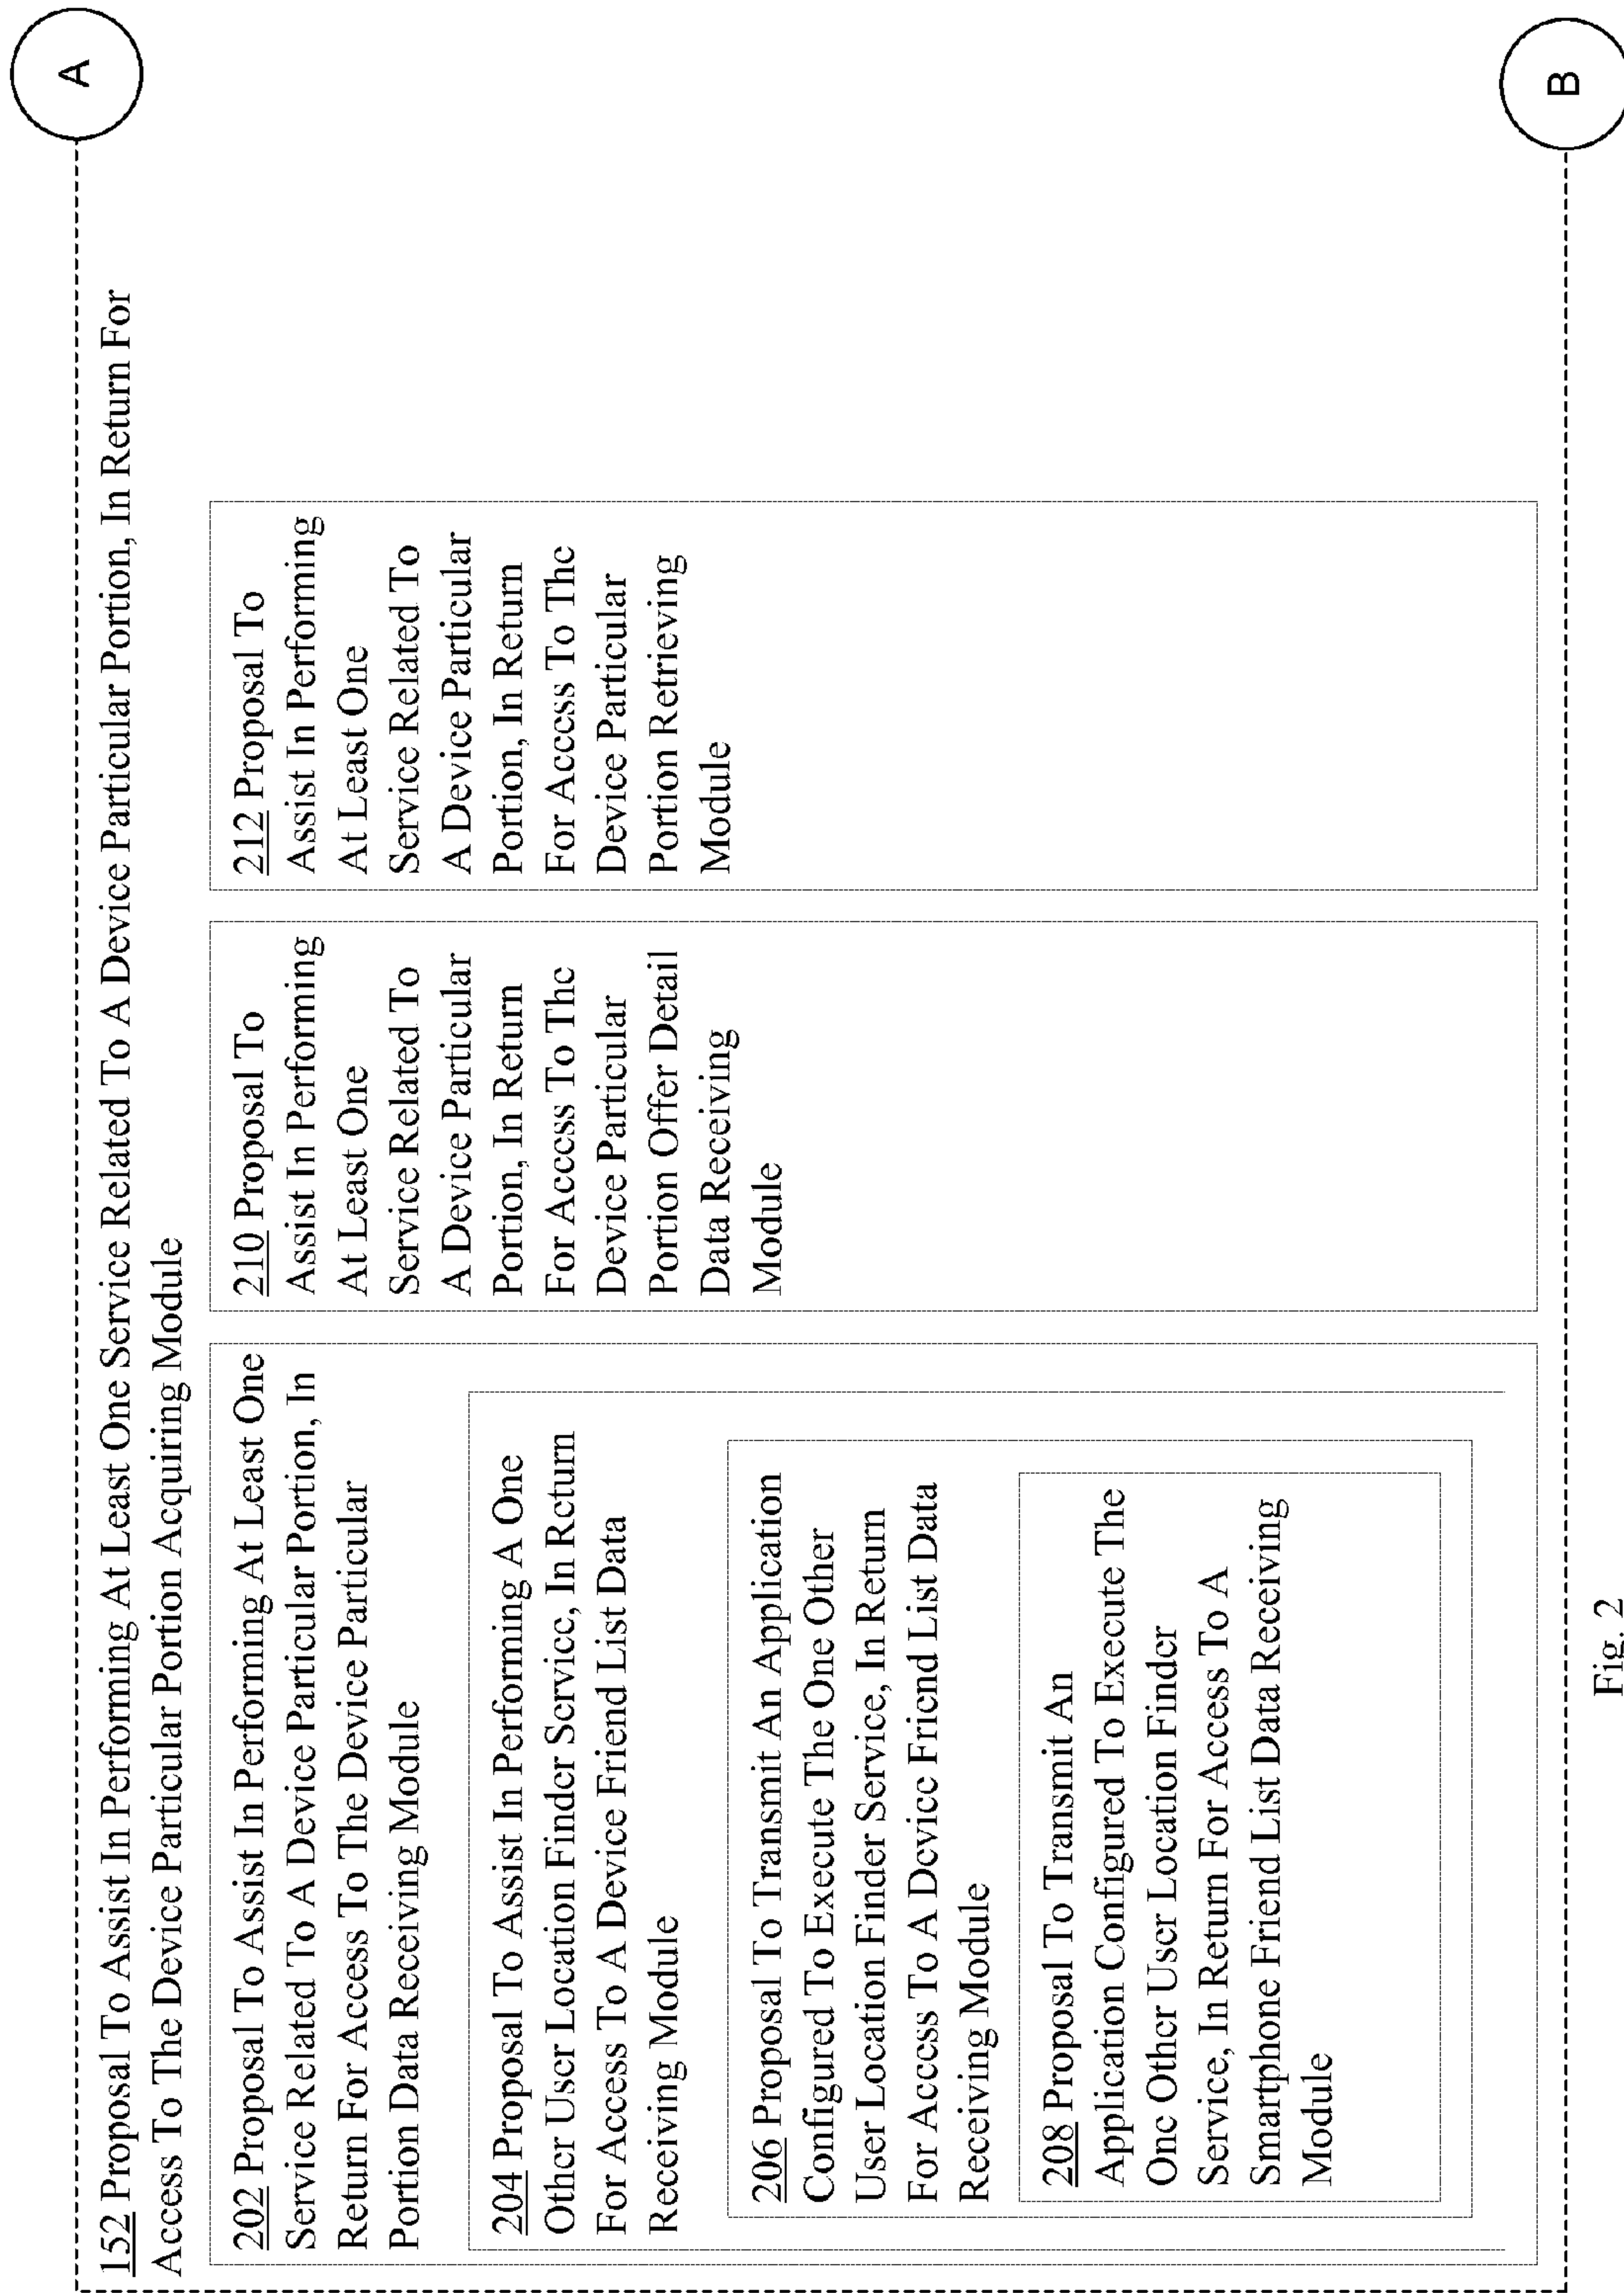 A
152 Proposal To Assist In Performing At Least One Service Related To A Device Particular Portion, In Return For
Access To The Device Particular Portion Acquiring Module
202 Proposal To Assist In Performing At Least One
Service Related To A Device Particular Portion, In
Return For Access To The Device Particular
Portion Data Receiving Module
204 Proposal To Assist In Performing A One
Other User Location Finder Service, In Return
For Access To A Device Friend List Data
Receiving Module
206 Proposal To Transmit An Application
Configured To Execute The One Other
User Location Finder Service, In Return
For Access To A Device Friend List Data
Receiving Module
208 Proposal To Transmit An
Application Configured To Execute The
One Other User Location Finder
Service, In Return For Access To A
Smartphone Friend List Data Receiving
Module
210 Proposal To
Assist In Performing
At Least One
Service Related To
A Device Particular
Portion, In Return
For Access To The
Device Particular
Portion Offer Detail
Data Receiving
Module
212 Proposal To
Assist In Performing
At Least One
Service Related To
A Device Particular
Portion, In Return
For Access To The
Device Particular
Portion Retrieving
Module
B
Fig. 2